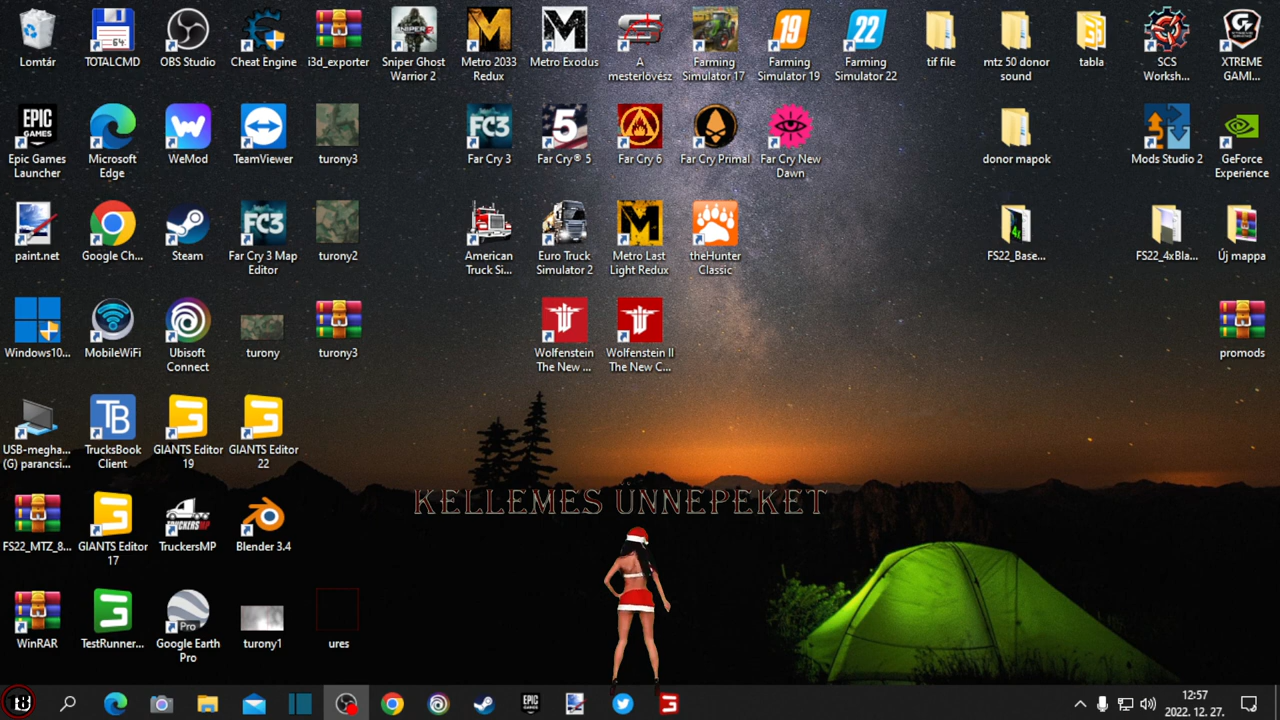 Lomtár
TOTALCMD
OBS Studio
Cheat Engine
i3d_exporter
Sniper Ghost
Warrior 2
Metro 2033
Redux
Metro Exodus
A
mesterlövész
Farming
Simulator 17
Farming
Simulator 19
Farming
Simulator 22
tif file
mtz 50 donor
sound
tabla
SCS
Worksh...
XTREME
GAMI...
Epic Games
Launcher
Microsoft
Edge
WeMod
TeamViewer
turony3
Far Cry 3
Far Cry® 5
Far Cry 6
Far Cry Primal
Far Cry New
Dawn
donor mapok
Mods Studio 2
GeForce
Experience
paint.net
Google Ch...
Steam
Far Cry 3 Map
Editor
turony2
American
Truck Si...
Euro Truck
Simulator 2
Metro Last
Light Redux
theHunter
Classic
FS22_Base...
FS22_4xBla...
Új mappa
Windows10...
MobileWiFi
Ubisoft
Connect
turony
turony3
Wolfenstein
The New ...
Wolfenstein II
The New C...
promods
USB-megha...
(G) parancsi...
TrucksBook
Client
GIANTS Editor
19
GIANTS Editor
22
KELLEMES ÜNNEPEKET
FS22_MTZ_8...
GIANTS Editor
17
TruckersMP
Blender 3.4
WinRAR
TestRunner...
Google Earth
Pro
turony1
ures
12:57
2022. 12. 27.